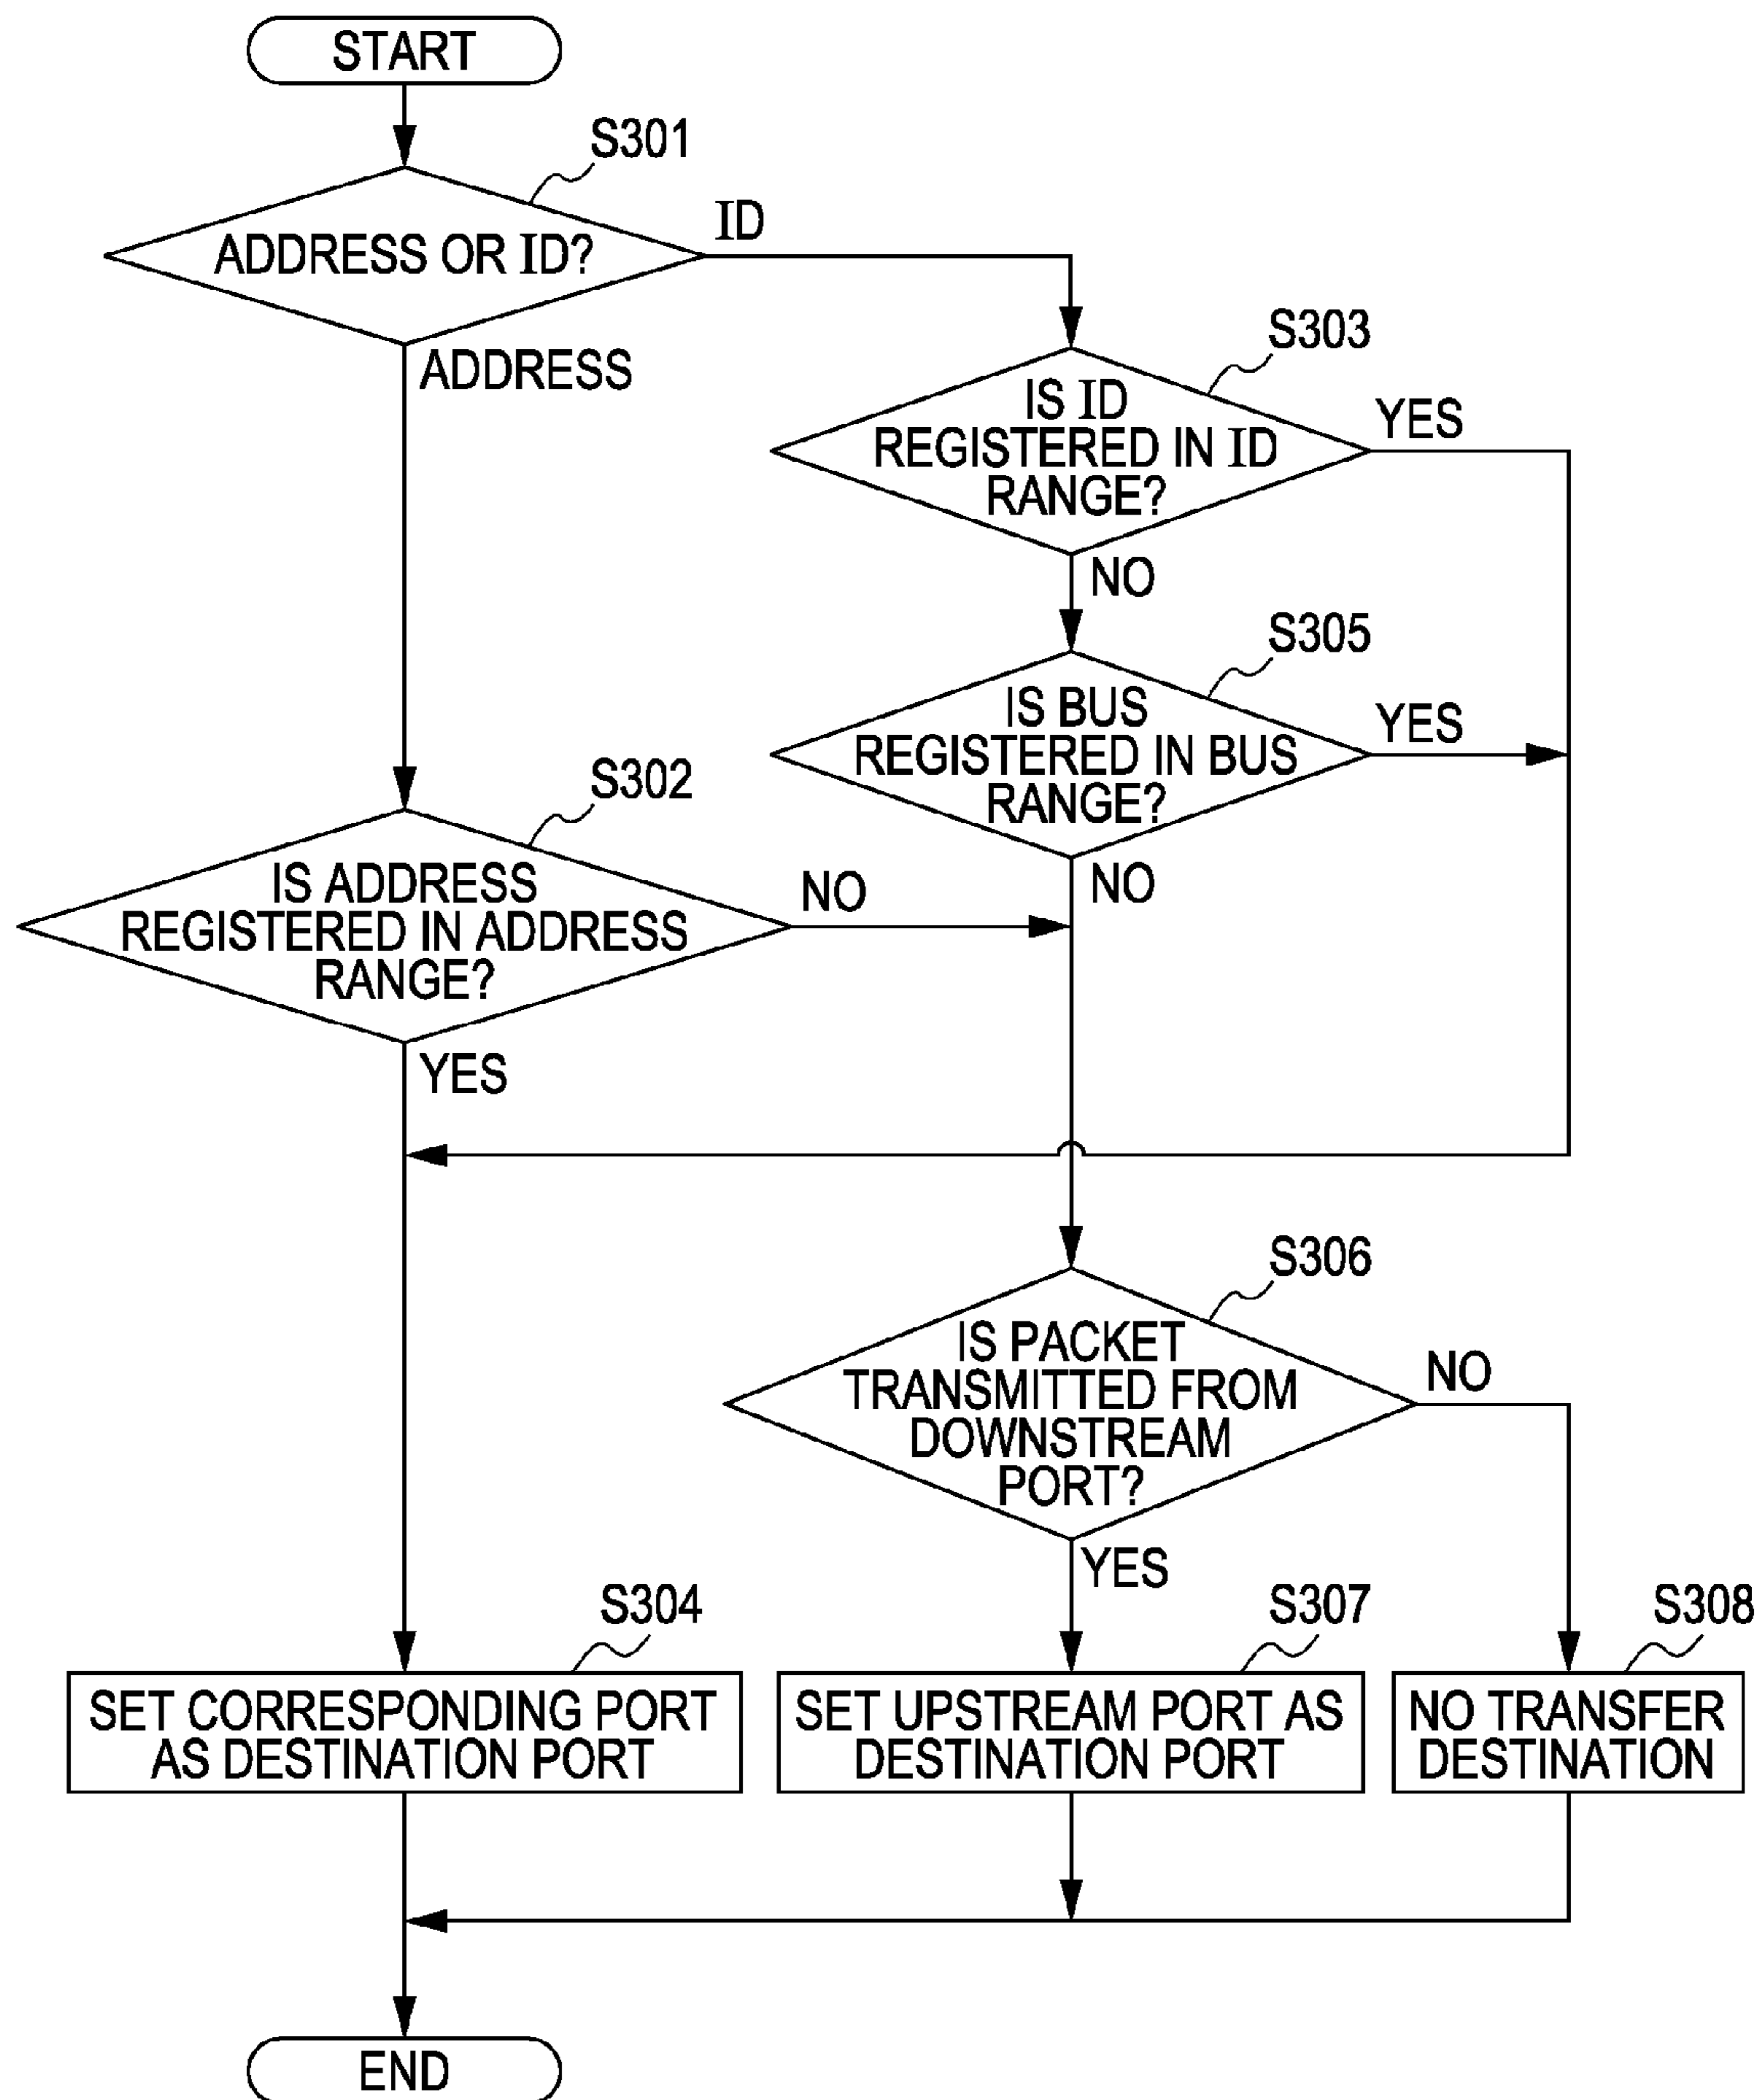 START
S301
ADDRESS OR ID?
ID
ADDRESS
S303
IS ID
REGISTERED IN ID
RANGE?
YES
NO
S305
IS BUS
REGISTERED IN BUS
RANGE?
YES
NO
S302
IS ADDRESS
REGISTERED IN ADDRESS
RANGE?
NO
YES
S306
IS PACKET
TRANSMITTED FROM
DOWNSTREAM
PORT?
NO
YES
S304
SET CORRESPONDING PORT
AS DESTINATION PORT
S307
SET UPSTREAM PORT AS
DESTINATION PORT
S308
NO TRANSFER
DESTINATION
END